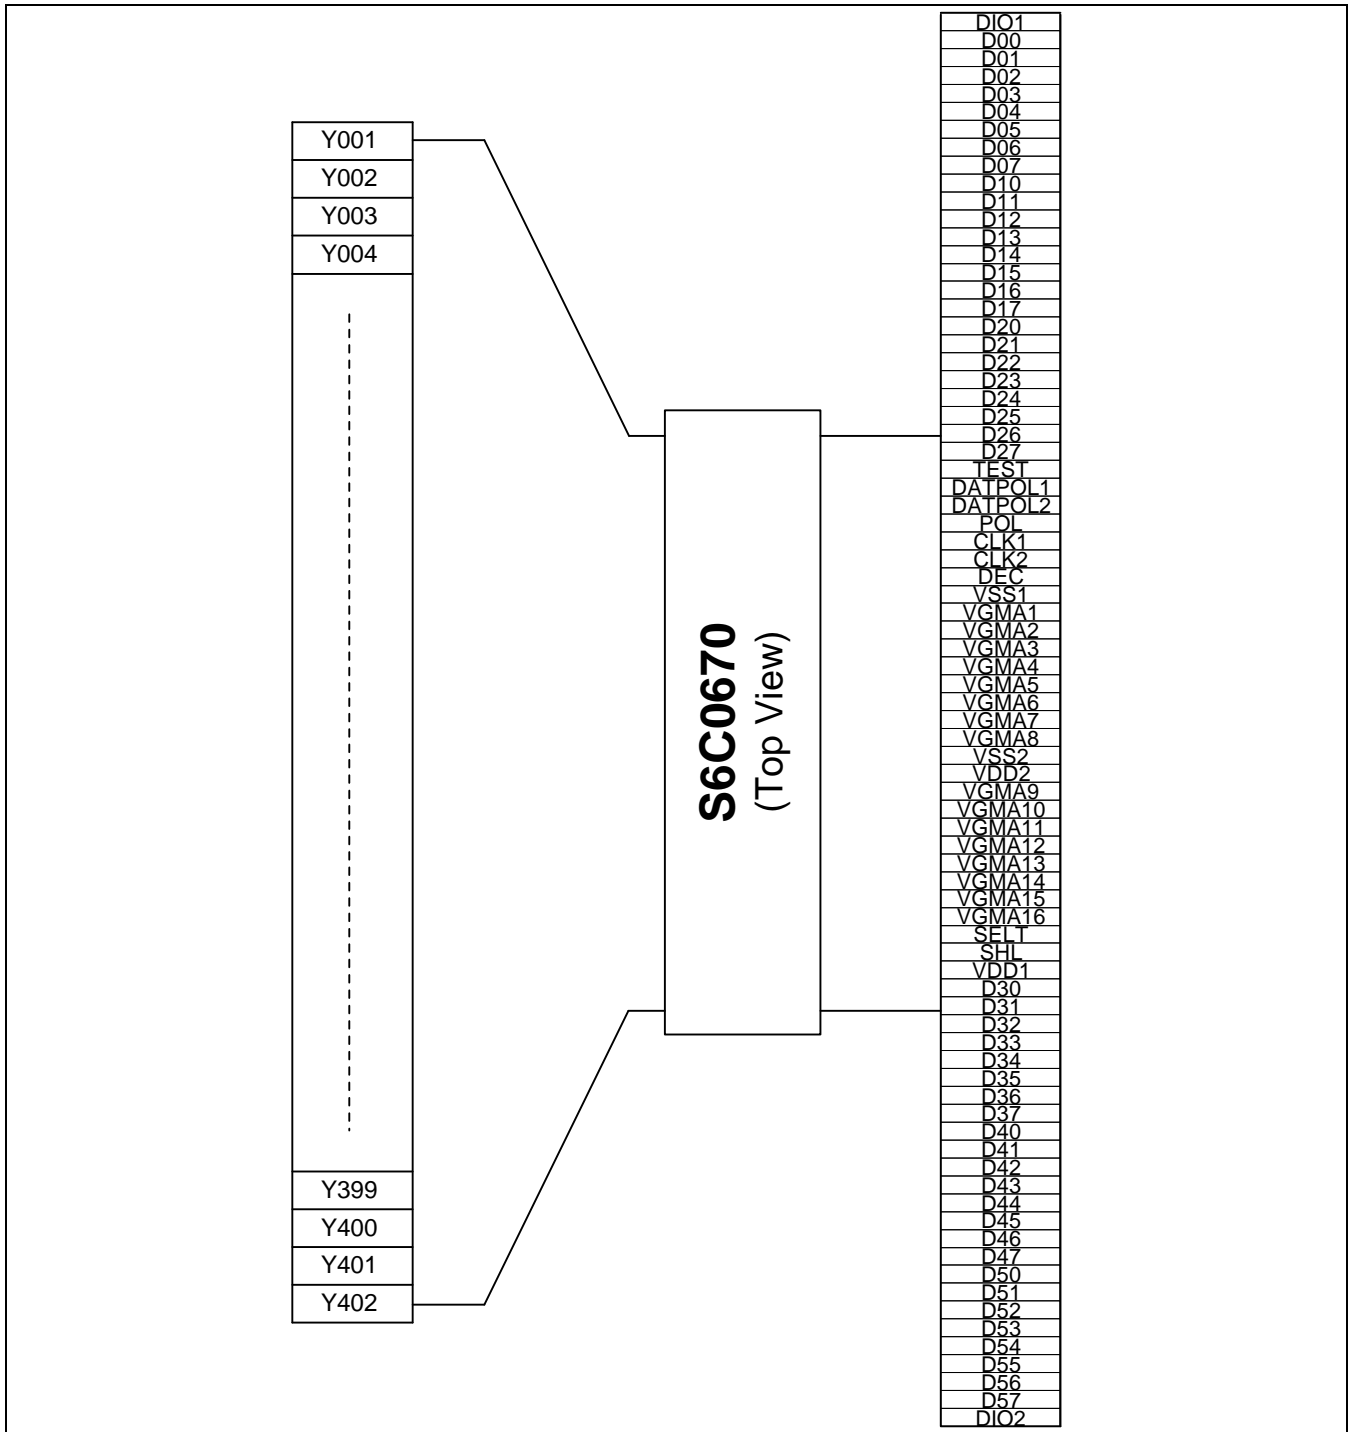 Y001
Y002
Y003
Y004
Y399
Y400
Y401
Y402
S6C0670
(Top View)
DIO1
D00
D01
D02
D03
D04
D05
D06
D07
D10
D11
D12
D13
D14
D15
D16
D17
D20
D21
D22
D23
D24
D25
D26
D27
TEST
DATPOL1
DATPOL2
POL
CLK1
CLK2
DEC
VSS1
VGMA1
VGMA2
VGMA3
VGMA4
VGMA5
VGMA6
VGMA7
VGMA8
VSS2
VDD2
VGMA9
VGMA10
VGMA11
VGMA12
VGMA13
VGMA14
VGMA15
VGMA16
SELT
SHL
VDD1
D30
D31
D32
D33
D34
D35
D36
D37
D40
D41
D42
D43
D44
D45
D46
D47
D50
D51
D52
D53
D54
D55
D56
D57
DIO2